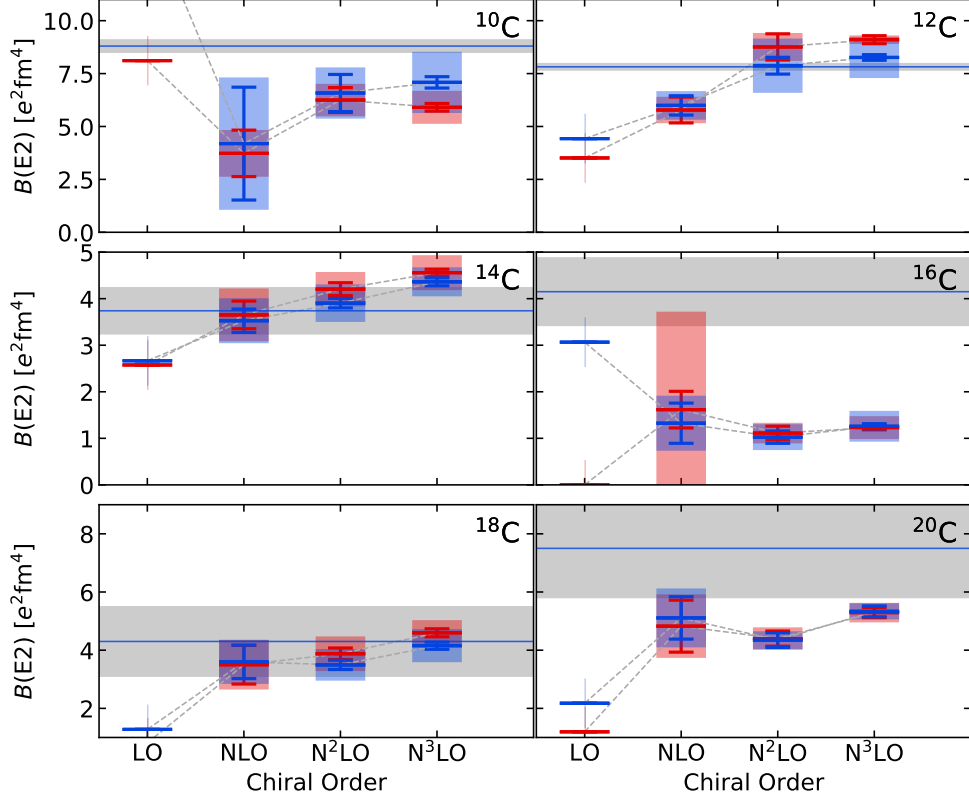 10.0
7.5
5.0
2.5
0.0
B(E2) [e²fm⁴]
¹⁰C
¹²C
5
4
3
2
1
0
B(E2) [e²fm⁴]
¹⁴C
¹⁶C
8
6
4
2
B(E2) [e²fm⁴]
¹⁸C
²⁰C
LO NLO N²LO N³LO
LO NLO N²LO N³LO
Chiral Order
Chiral Order